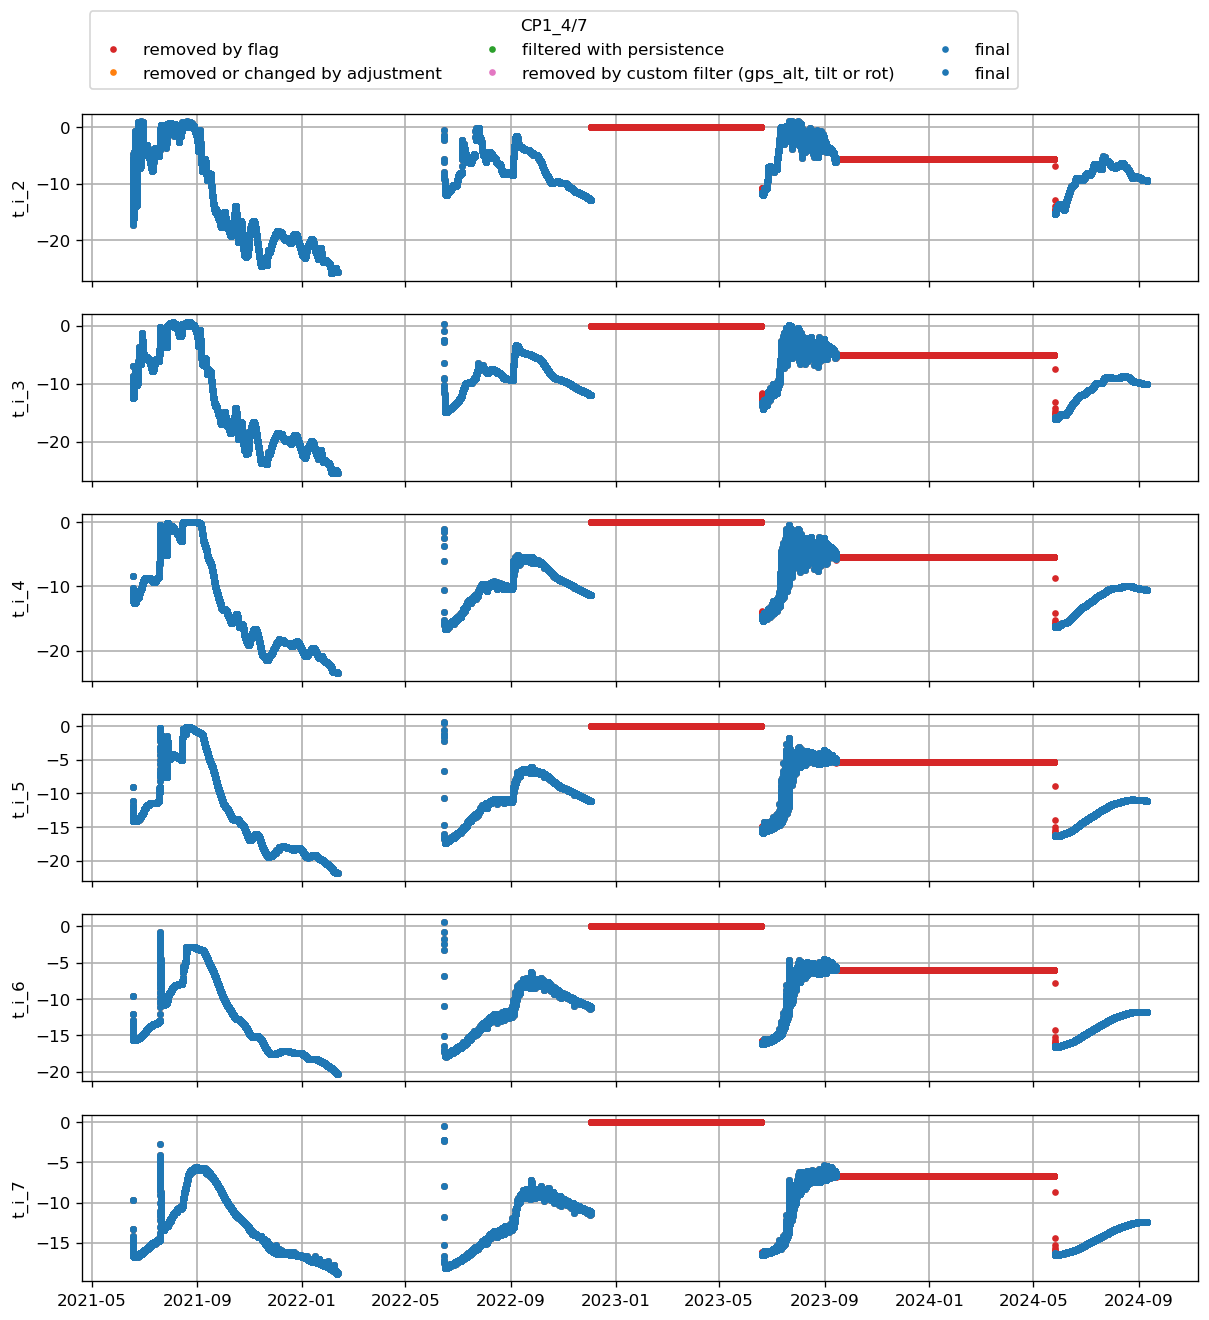 CP1_4/7
removed by flag
removed or changed by adjustment
filtered with persistence
removed by custom filter (gps_alt, tilt or rot)
final
final
t_i_2
0
−10
−20
t_i_3
0
−10
−20
t_i_4
0
−10
−20
t_i_5
0
−5
−10
−15
−20
t_i_6
0
−5
−10
−15
−20
t_i_7
0
−5
−10
−15
2021-05 2021-09 2022-01 2022-05 2022-09 2023-01 2023-05 2023-09 2024-01 2024-05 2024-09